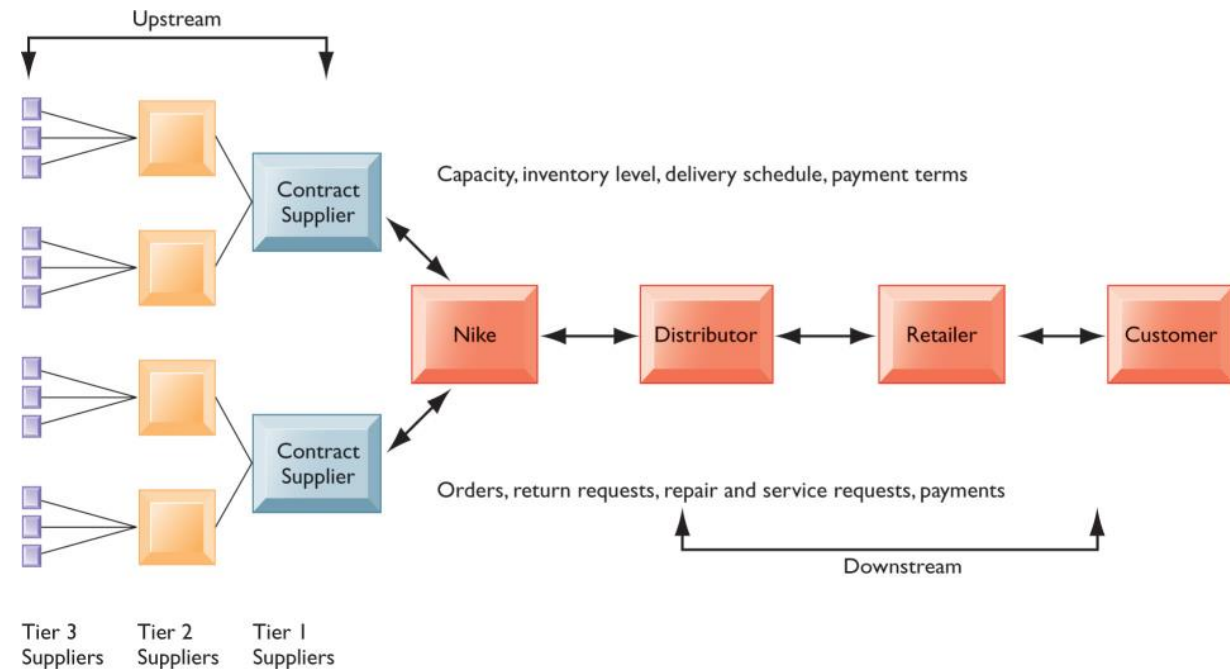 Upstream
Contract
Supplier
Capacity, inventory level, delivery schedule, payment terms
Nike
Distributor
Retailer
Customer
Contract
Supplier
Orders, return requests, repair and service requests, payments
Downstream
Tier 3
Suppliers
Tier 2
Suppliers
Tier 1
Suppliers